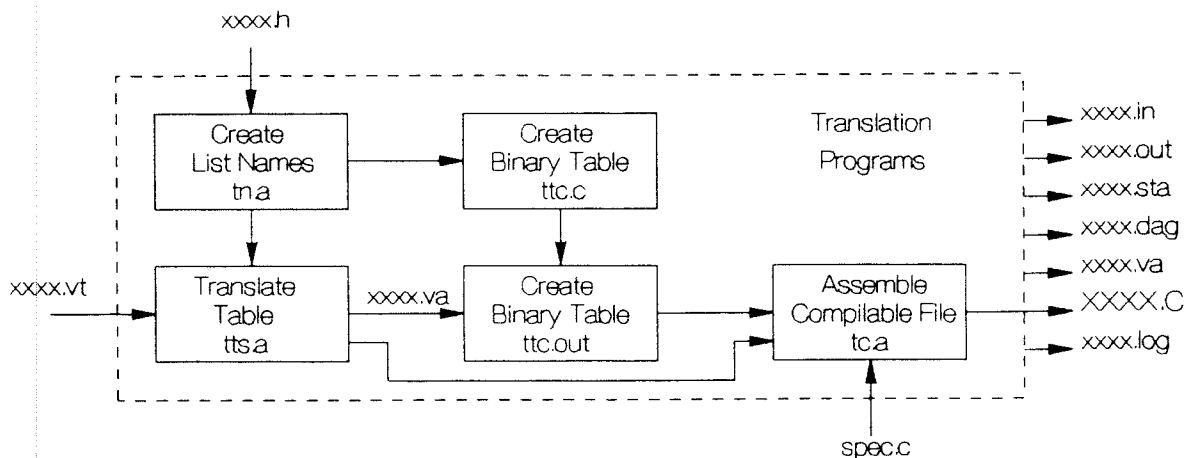 xxxx.h
Create
List Names
tn.a
Create
Binary Table
ttc.c
Translation
Programs
xxxx.in
xxxx.out
xxxx.sta
xxxx.dag
xxxx.va
XXXX.C
xxxx.log
xxxx.vt
Translate
Table
tts.a
xxxx.va
Create
Binary Table
ttc.out
Assemble
Compilable File
tc.a
spec.c